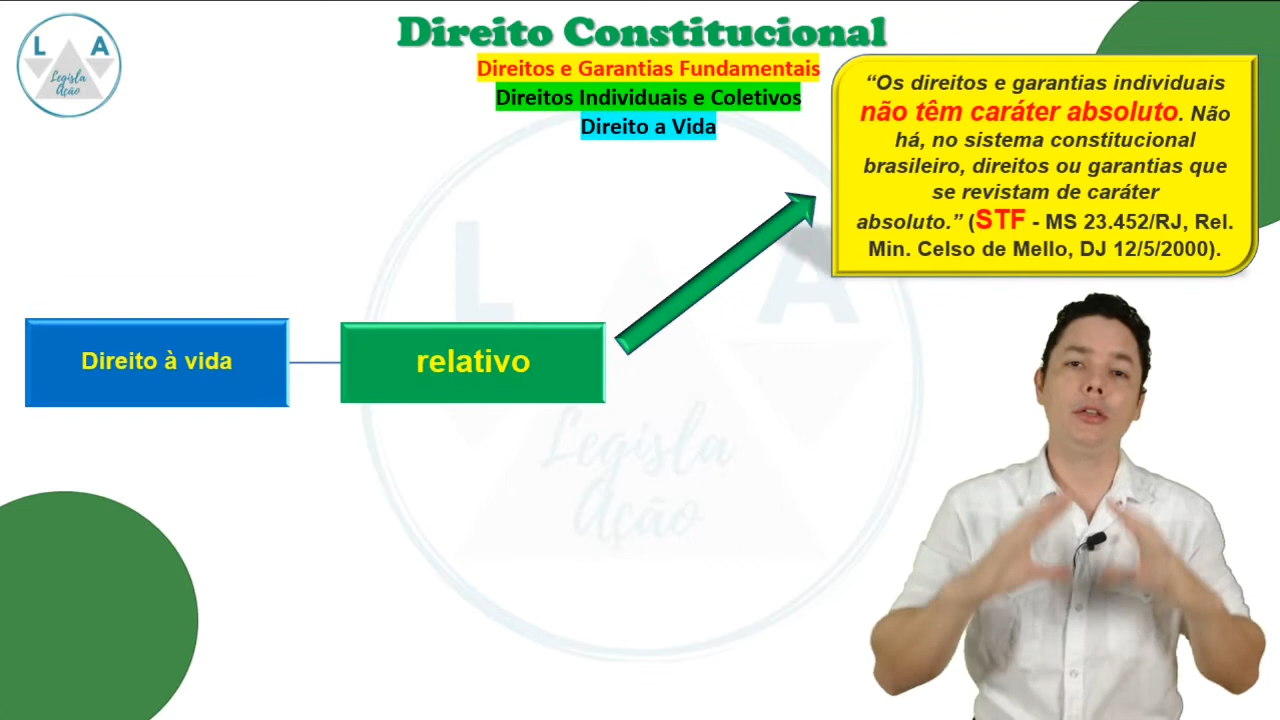 L A
Legisla
Ação
Direito Constitucional
Direitos e Garantias Fundamentais
Direitos Individuais e Coletivos
Direito a Vida
“Os direitos e garantias individuais
não têm caráter absoluto. Não
há, no sistema constitucional
brasileiro, direitos ou garantias que
se revistam de caráter
absoluto.” (STF - MS 23.452/RJ, Rel.
Min. Celso de Mello, DJ 12/5/2000).
Direito à vida
relativo
L A
Legisla
Ação